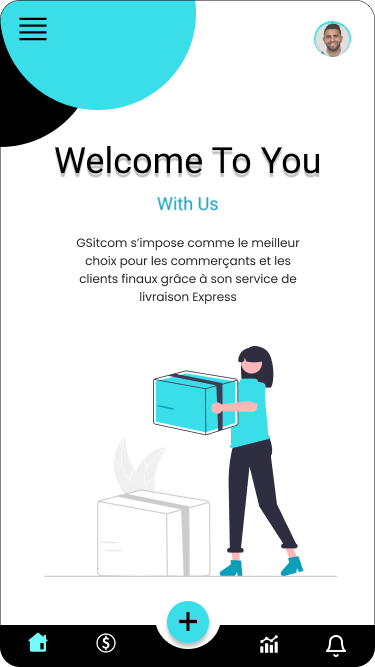 Welcome To You
With Us
GSitcom s’impose comme le meilleur
choix pour les commerçants et les
clients finaux grâce à son service de
livraison Express